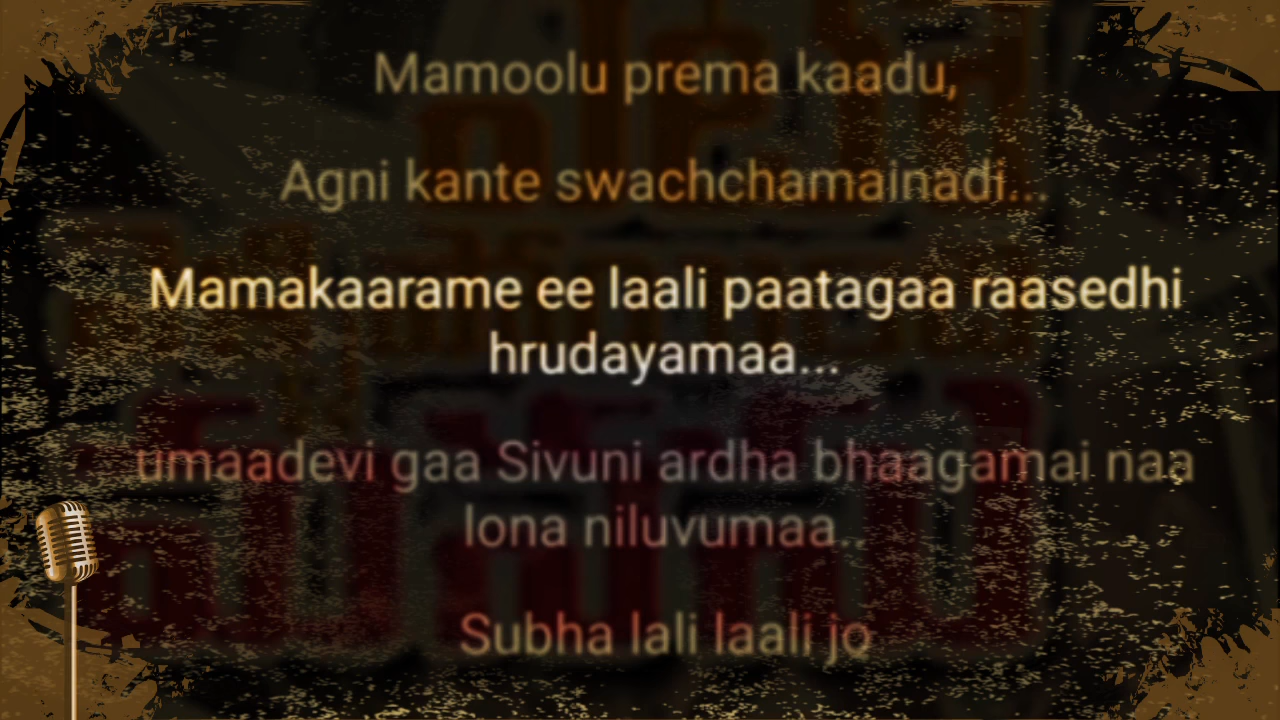 Mamoolu prema kaadu,
Agni kante swachchamainadi...
Mamakaarame ee laali paatagaa raasedhi
hrudayamaa...
umaadevi gaa Sivuni ardha bhaagamai naa
lona niluvumaa..
Subha lali laali jo